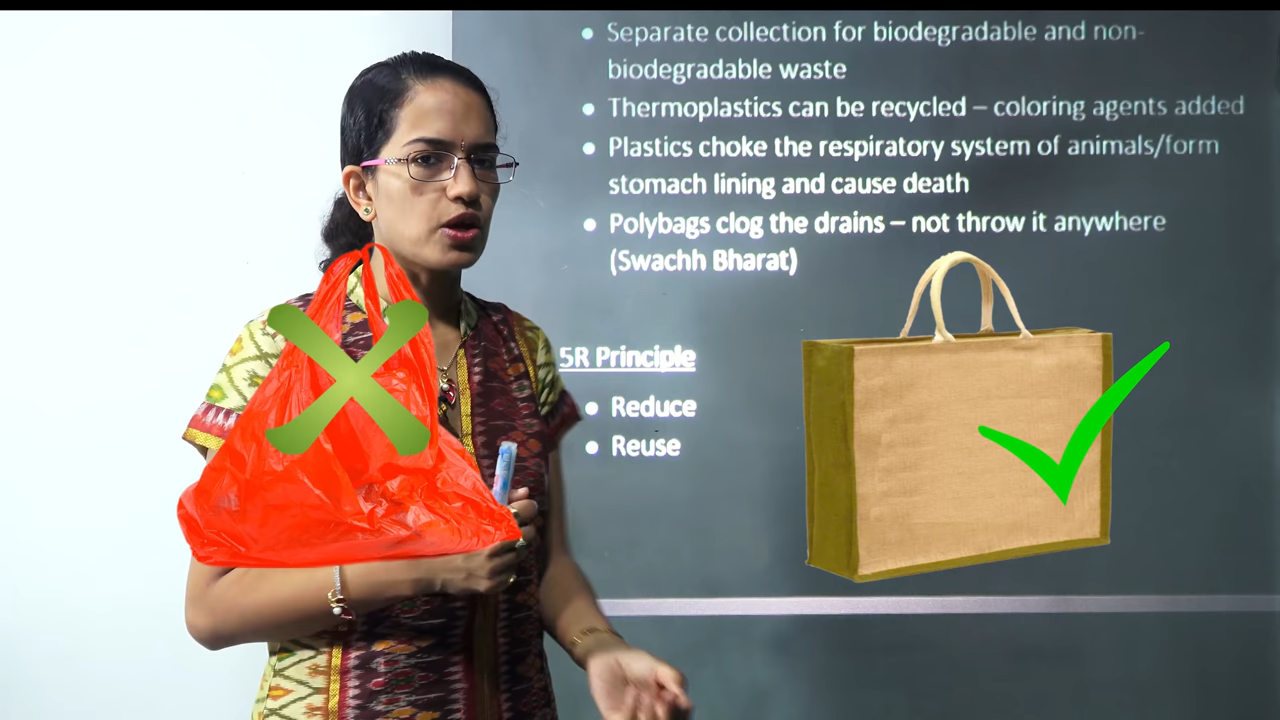 • Separate collection for biodegradable and non-
biodegradable waste
• Thermoplastics can be recycled – coloring agents added
• Plastics choke the respiratory system of animals/form
stomach lining and cause death
• Polybags clog the drains – not throw it anywhere
(Swachh Bharat)
5R Principle
• Reduce
• Reuse